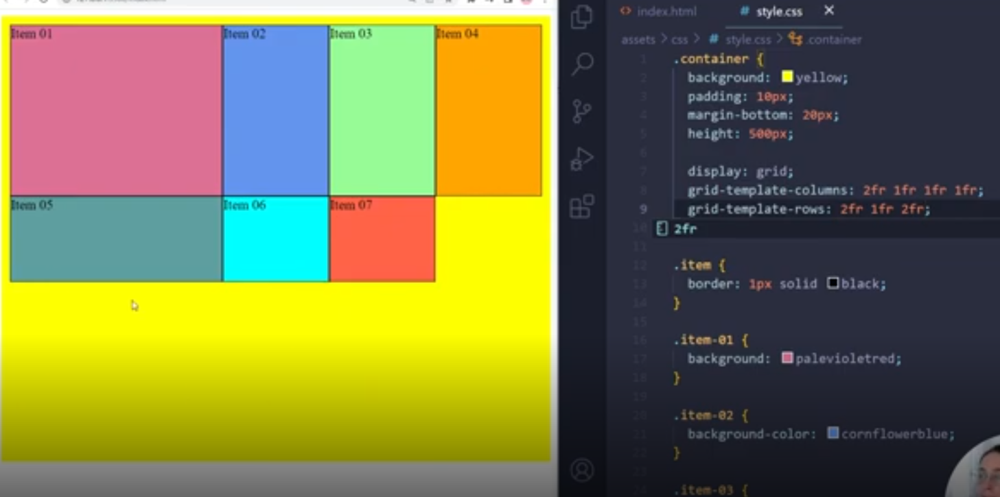 Item 01
Item 02
Item 03
Item 04
Item 05
Item 06
Item 07
index.html
# style.css
assets > css > # style.css > .container
1 .container {
2 background: yellow;
3 padding: 10px;
4 margin-bottom: 20px;
5 height: 500px;
6
7 display: grid;
8 grid-template-columns: 2fr 1fr 1fr 1fr;
9 grid-template-rows: 2fr 1fr 2fr;
10 2fr
11
12 .item {
13 border: 1px solid black;
14 }
15
16 .item-01 {
17 background: palevioletred;
18 }
19
20 .item-02 {
21 background-color: cornflowerblue;
22 }
23
24 .item-03 {